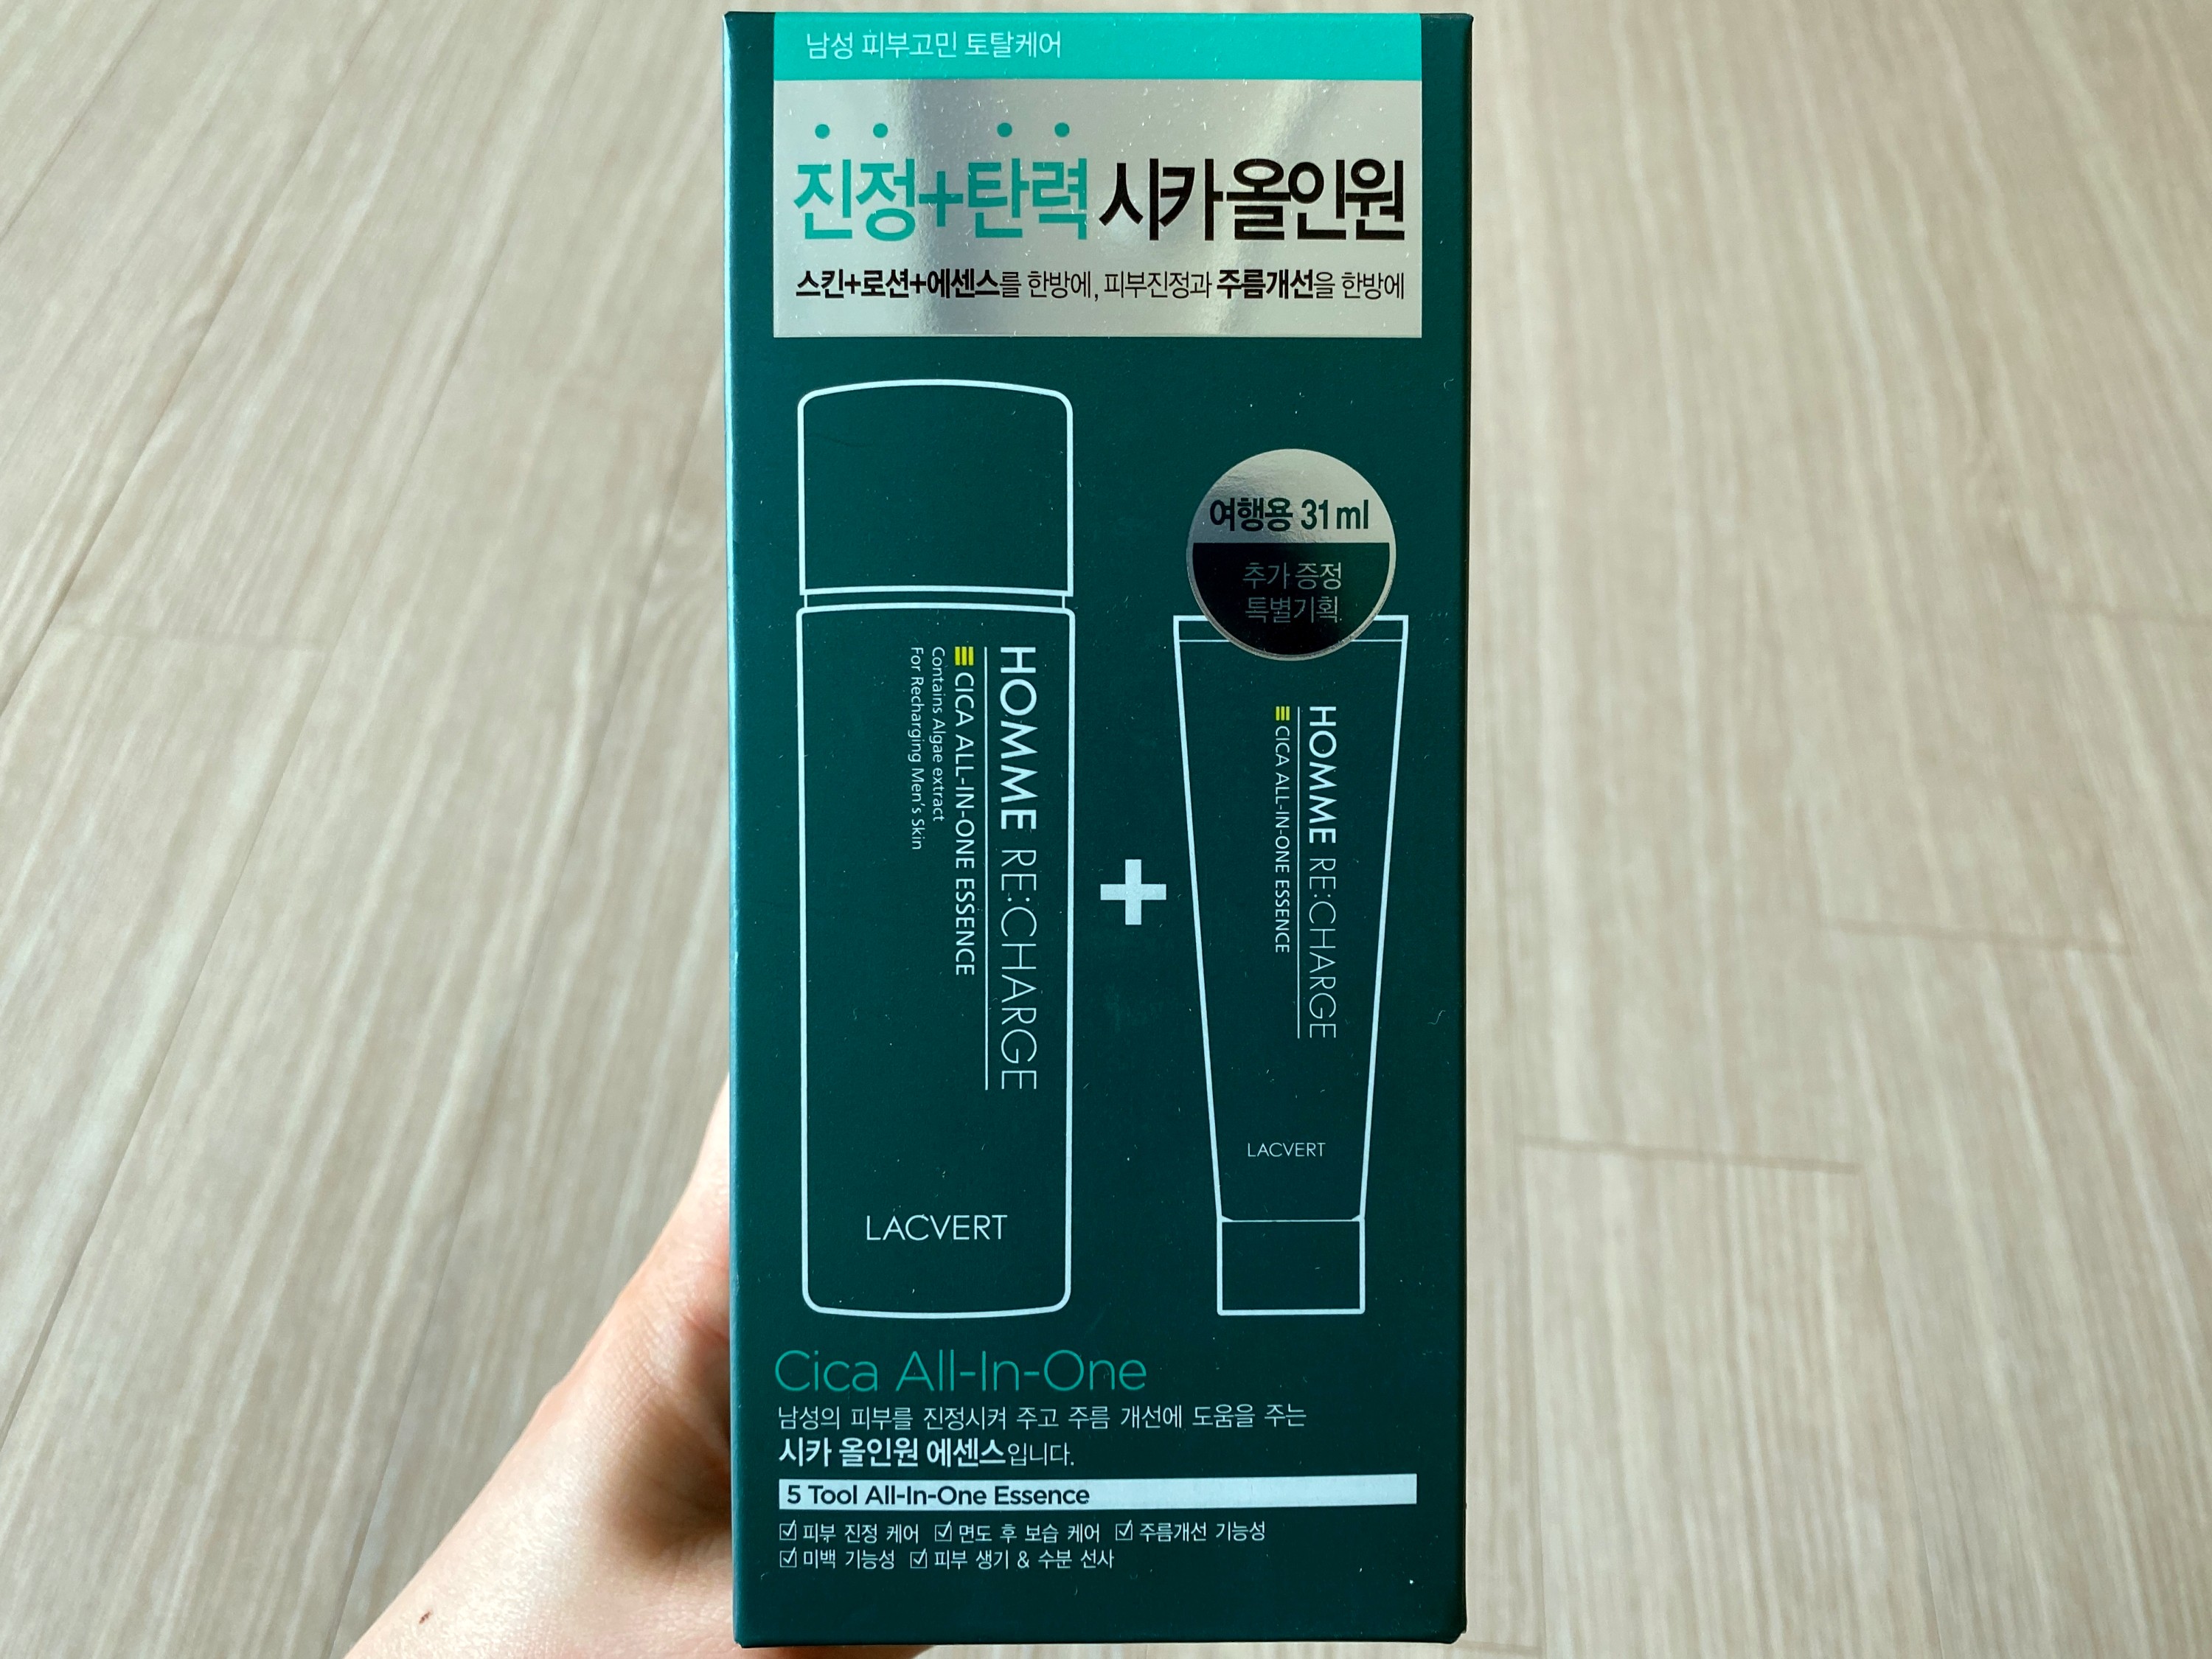 남성 피부고민 토탈케어
진정+탄력 시카 올인원
스킨+로션+에센스를 한방에, 피부진정과 주름개선을 한방에
여행용 31ml
추가 증정
특별기획
HOMME RE:CHARGE
CICA ALL-IN-ONE ESSENCE
Contains Algae extract
For Recharging Men's Skin
LACVERT
HOMME RE:CHARGE
CICA ALL-IN-ONE ESSENCE
LACVERT
Cica All-In-One
남성의 피부를 진정시켜 주고 주름 개선에 도움을 주는
시카 올인원 에센스입니다.
5 Tool All-In-One Essence
☑ 피부 진정 케어 ☑ 면도 후 보습 케어 ☑ 주름개선 기능성
☑ 미백 기능성 ☑ 피부 생기 & 수분 선사